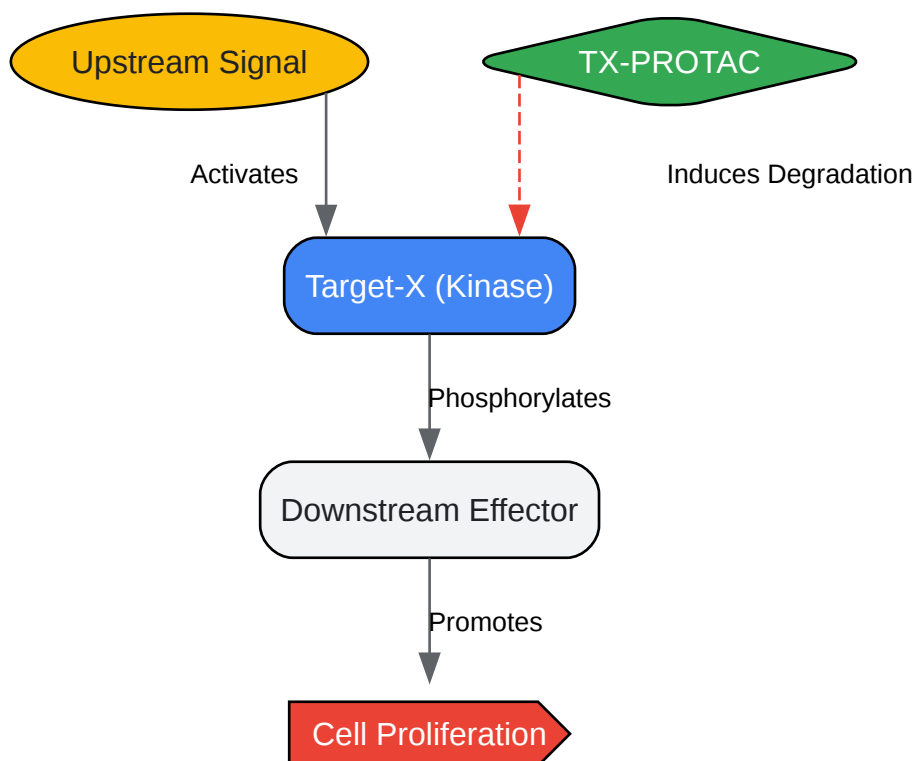 Upstream Signal
TX-PROTAC
Activates
Induces Degradation
Target-X (Kinase)
Phosphorylates
Downstream Effector
Promotes
Cell Proliferation